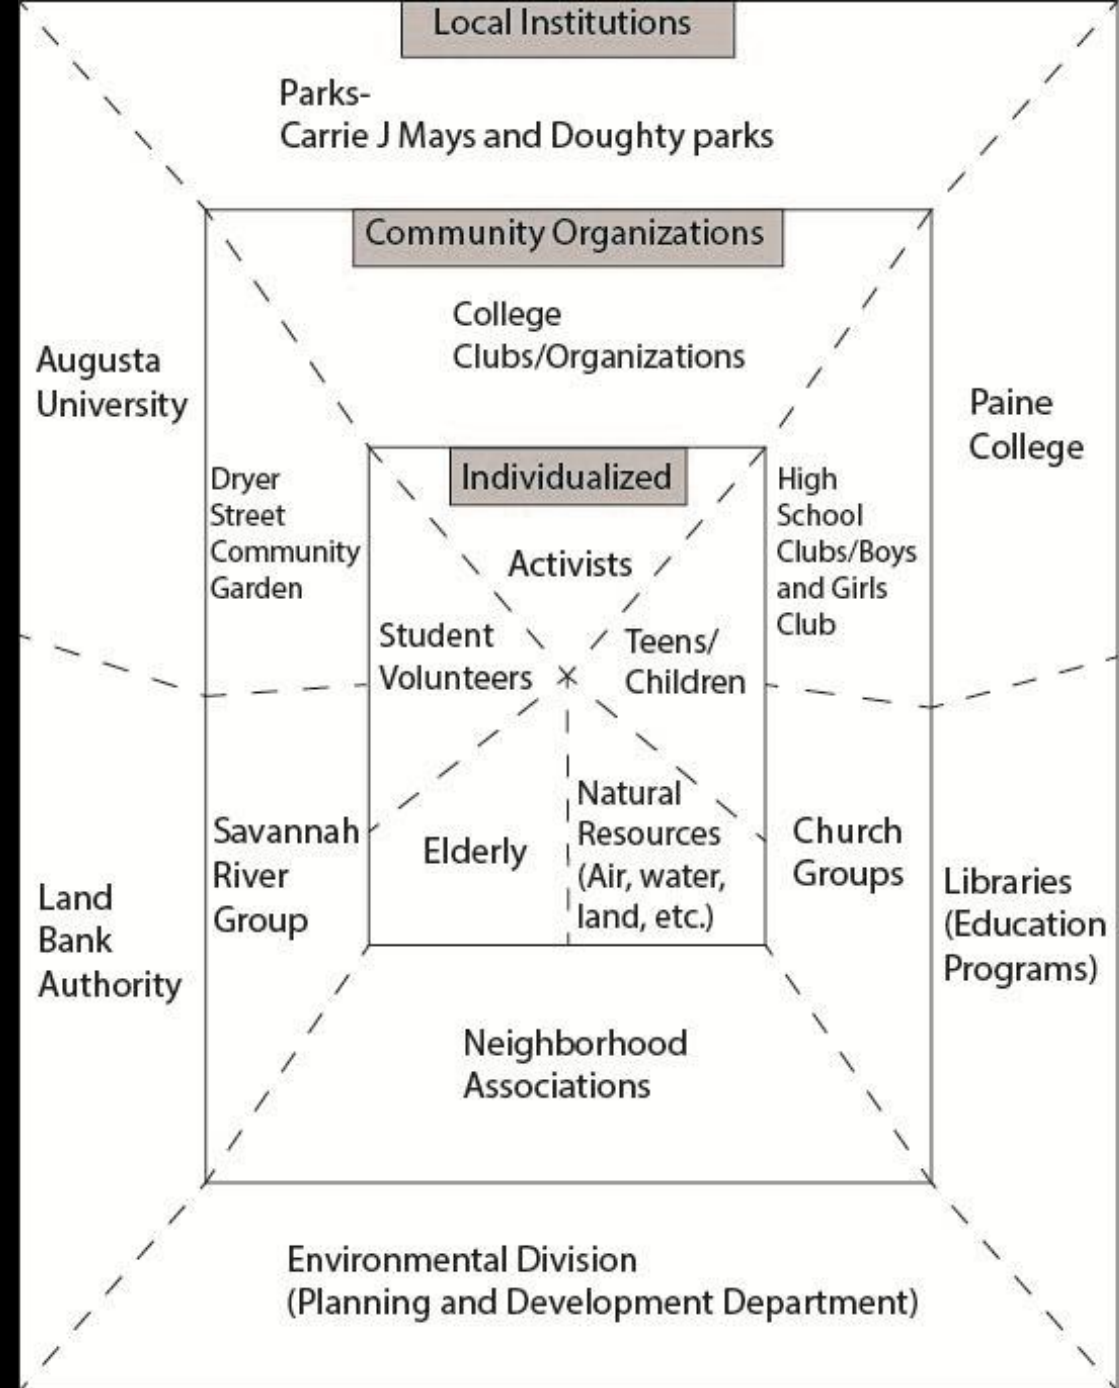 Local Institutions
Parks-
Carrie J Mays and Doughty parks
Community Organizations
College
Clubs/Organizations
Augusta
University
Paine
College
Dryer
Street
Community
Garden
Individualized
High
School
Clubs/Boys
and Girls
Club
Activists
Student
Volunteers
Teens/
Children
Savannah
River
Group
Elderly
Natural
Resources
(Air, water,
land, etc.)
Church
Groups
Land
Bank
Authority
Libraries
(Education
Programs)
Neighborhood
Associations
Environmental Division
(Planning and Development Department)